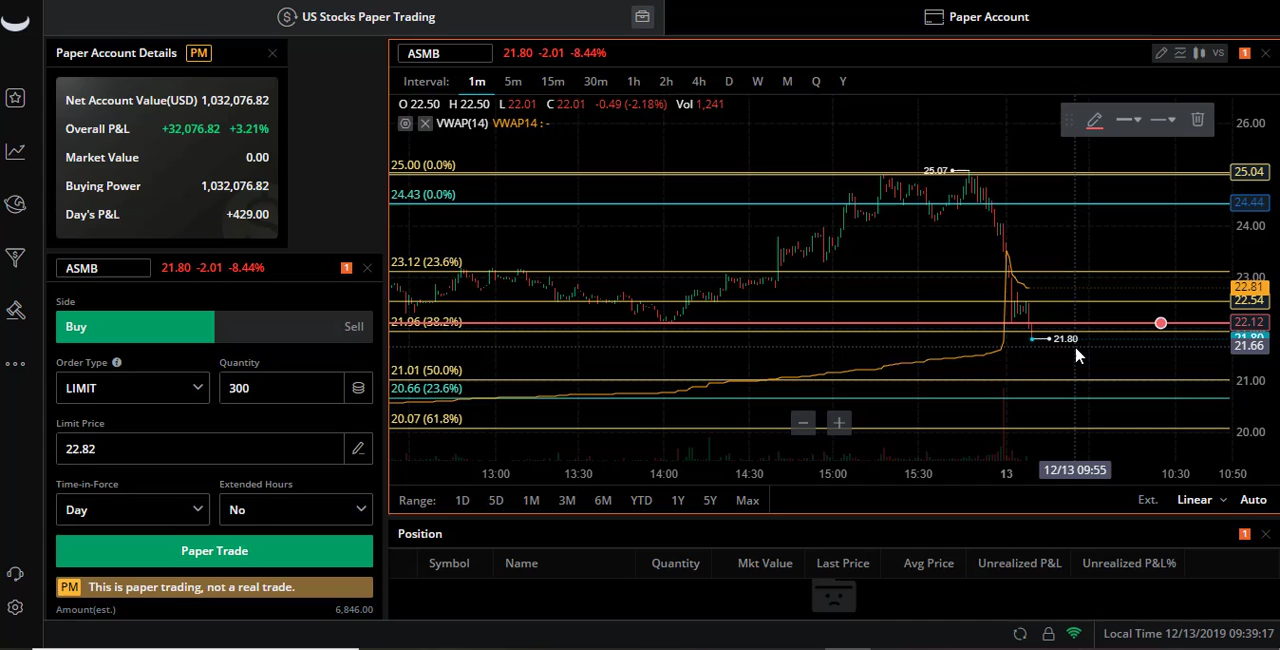 US Stocks Paper Trading
Paper Account
Paper Account Details PM
Net Account Value(USD) 1,032,076.82
Overall P&L +32,076.82 +3.21%
Market Value 0.00
Buying Power 1,032,076.82
Day's P&L +429.00
ASMB 21.80 -2.01 -8.44% 1
Side
Buy Sell
Order Type Quantity
LIMIT 300
Limit Price
22.82
Time-in-Force Extended Hours
Day No
Paper Trade
PM This is paper trading, not a real trade.
Amount(est.) 6,846.00
ASMB 21.80 -2.01 -8.44% VS 1
Interval: 1m 5m 15m 30m 1h 2h 4h D W M Q Y
O 22.50 H 22.50 L 22.01 C 22.01 -0.49 (-2.18%) Vol 1,241
VWAP(14) VWAP14 : -
26.00
25.00 (0.0%) 25.07 25.04
24.43 (0.0%) 24.44
24.00
23.12 (23.6%) 23.00
22.81
22.54
21.96 (38.2%) 22.12
21.80 21.80
21.66
21.01 (50.0%) 21.00
20.66 (23.6%)
20.07 (61.8%) 20.00
13:00 13:30 14:00 14:30 15:00 15:30 13 12/13 09:55 10:30 10:50
Range: 1D 5D 1M 3M 6M YTD 1Y 5Y Max Ext. Linear Auto
Position 1
Symbol Name Quantity Mkt Value Last Price Avg Price Unrealized P&L Unrealized P&L%
Local Time 12/13/2019 09:39:17